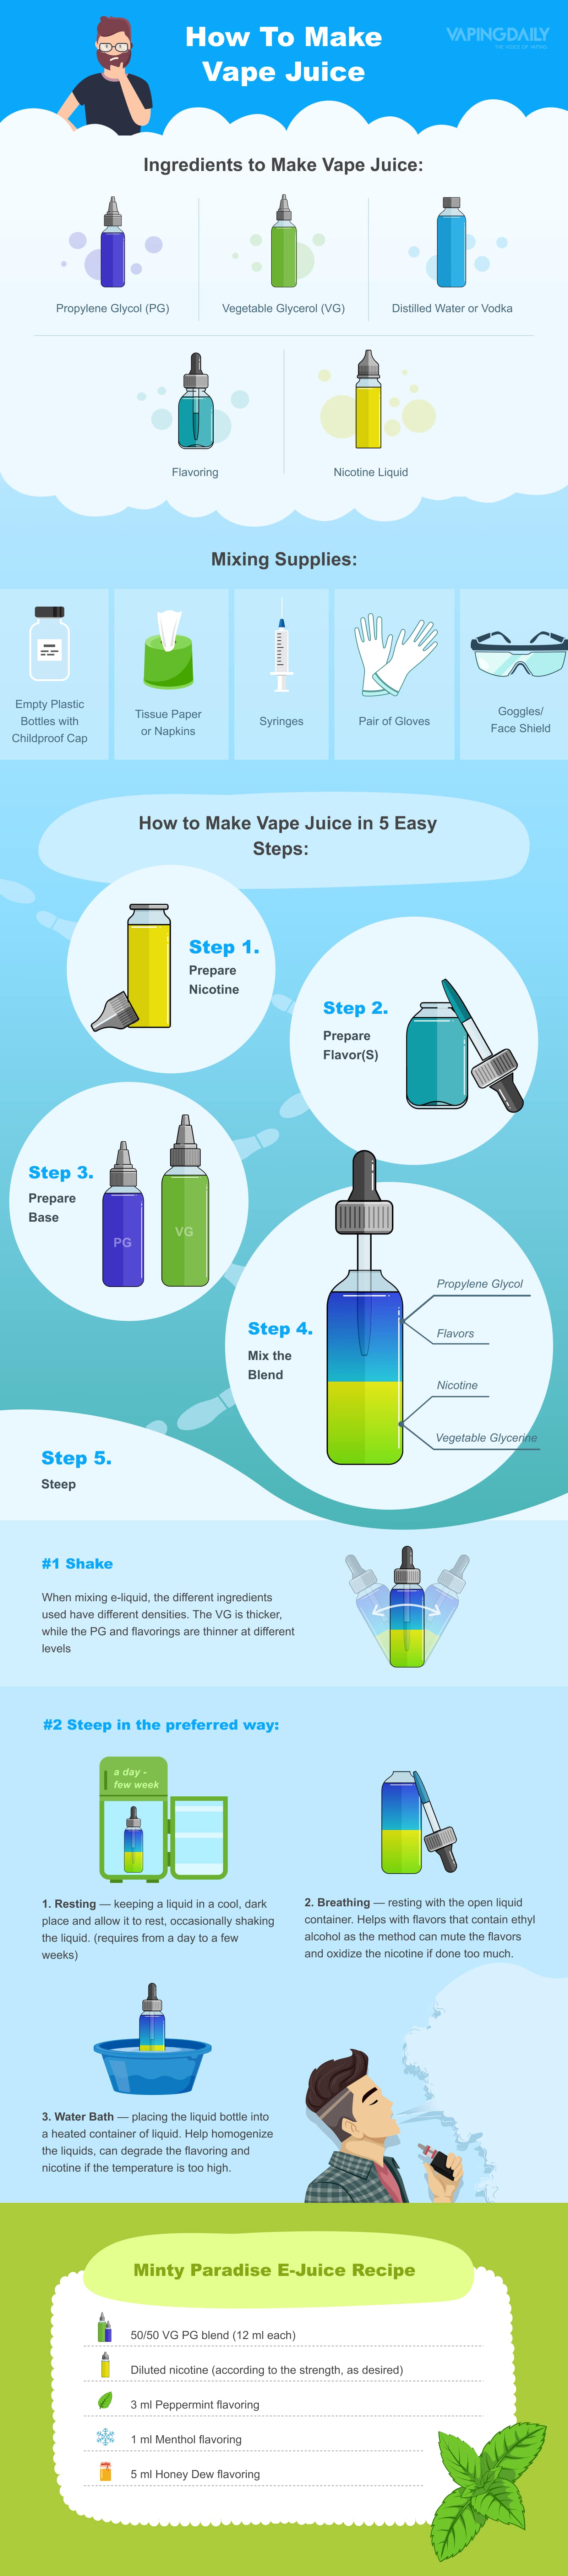 How To Make
Vape Juice
VAPINGDAILY
THE VOICE OF VAPING
Ingredients to Make Vape Juice:
Propylene Glycol (PG)
Vegetable Glycerol (VG)
Distilled Water or Vodka
Flavoring
Nicotine Liquid
Mixing Supplies:
Empty Plastic
Bottles with
Childproof Cap
Tissue Paper
or Napkins
Syringes
Pair of Gloves
Goggles/
Face Shield
How to Make Vape Juice in 5 Easy
Steps:
Step 1.
Prepare
Nicotine
Step 2.
Prepare
Flavor(S)
Step 3.
Prepare
Base
PG
VG
Step 4.
Mix the
Blend
Propylene Glycol
Flavors
Nicotine
Vegetable Glycerine
Step 5.
Steep
#1 Shake
When mixing e-liquid, the different ingredients
used have different densities. The VG is thicker,
while the PG and flavorings are thinner at different
levels
#2 Steep in the preferred way:
a day -
few week
1. Resting — keeping a liquid in a cool, dark
place and allow it to rest, occasionally shaking
the liquid. (requires from a day to a few
weeks)
2. Breathing — resting with the open liquid
container. Helps with flavors that contain ethyl
alcohol as the method can mute the flavors
and oxidize the nicotine if done too much.
3. Water Bath — placing the liquid bottle into
a heated container of liquid. Help homogenize
the liquids, can degrade the flavoring and
nicotine if the temperature is too high.
Minty Paradise E-Juice Recipe
50/50 VG PG blend (12 ml each)
Diluted nicotine (according to the strength, as desired)
3 ml Peppermint flavoring
1 ml Menthol flavoring
5 ml Honey Dew flavoring